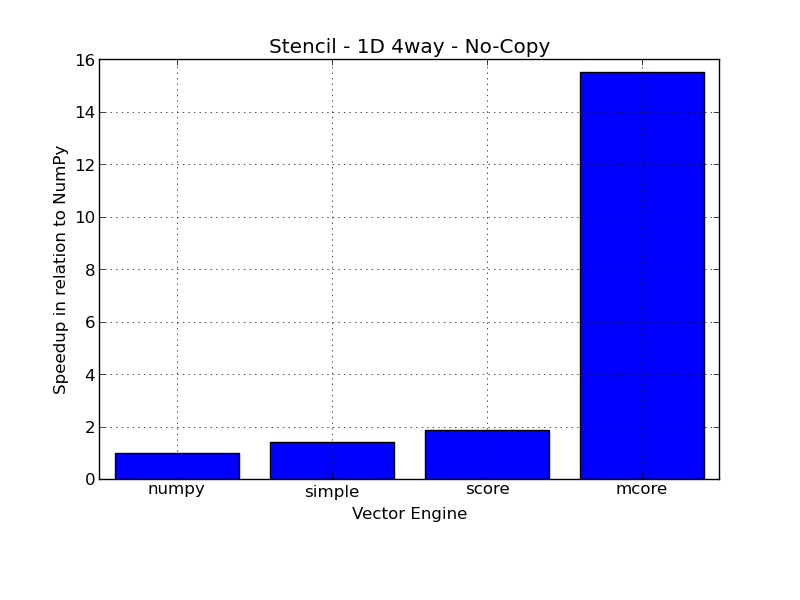 Stencil - 1D 4way - No-Copy
16
14
12
10
8
6
4
2
0
Speedup in relation to NumPy
numpy simple score mcore
Vector Engine